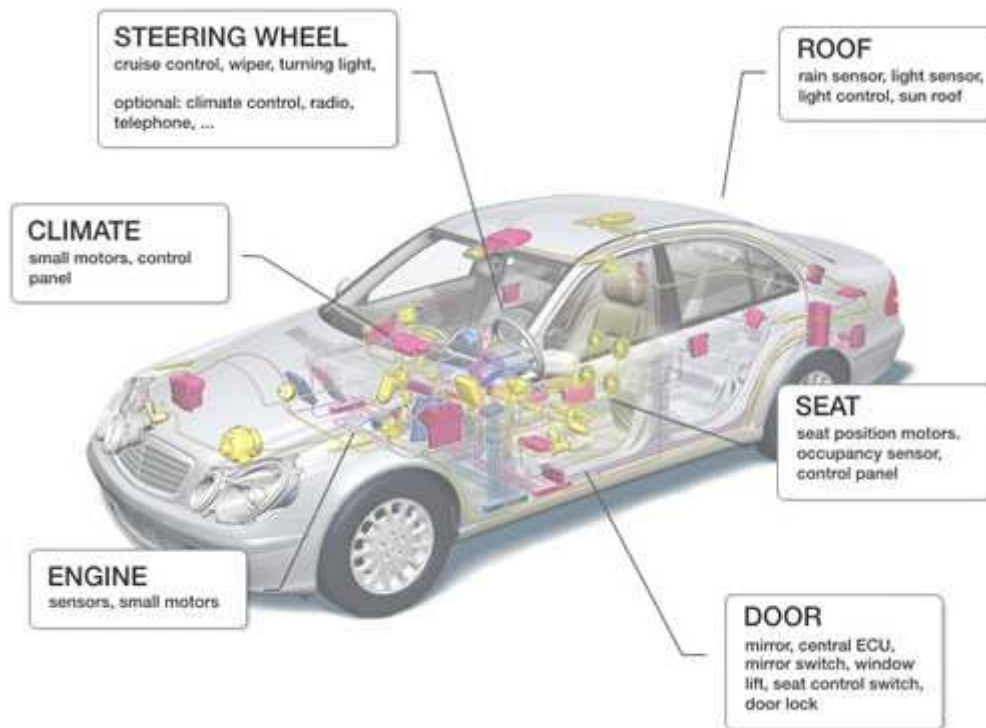 STEERING WHEEL
cruise control, wiper, turning light,
optional: climate control, radio,
telephone, ...
ROOF
rain sensor, light sensor,
light control, sun roof
CLIMATE
small motors, control
panel
SEAT
seat position motors,
occupancy sensor,
control panel
ENGINE
sensors, small motors
DOOR
mirror, central ECU,
mirror switch, window
lift, seat control switch,
door lock